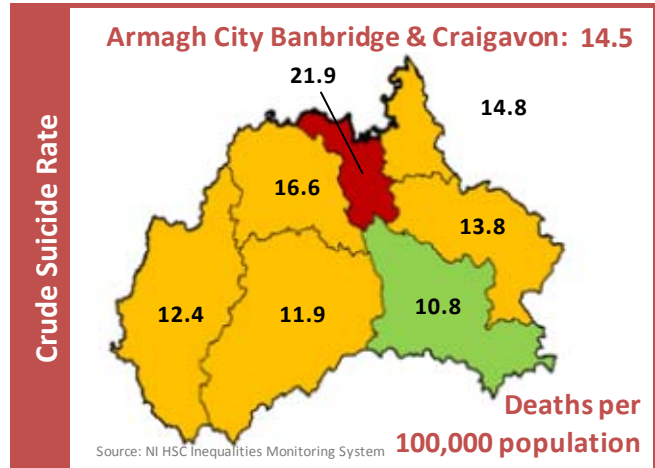 Crude Suicide Rate
Armagh City Banbridge & Craigavon: 14.5
21.9
14.8
16.6
13.8
12.4
11.9
10.8
Deaths per
100,000 population
Source: NI HSC Inequalities Monitoring System